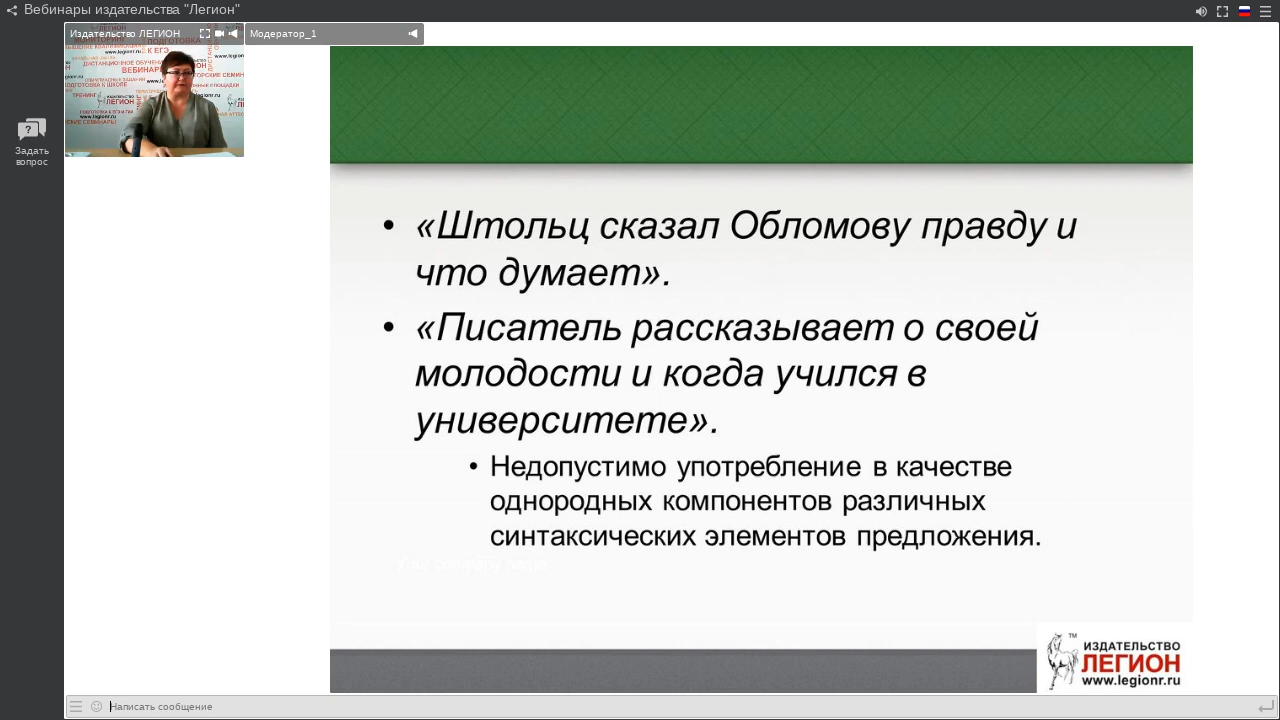 Вебинары издательства "Легион"
Издательство ЛЕГИОН
Модератор_1
Задать
вопрос
• «Штольц сказал Обломову правду и
что думает».
• «Писатель рассказывает о своей
молодости и когда учился в
университете».
• Недопустимо употребление в качестве
однородных компонентов различных
синтаксических элементов предложения.
ИЗДАТЕЛЬСТВО
ЛЕГИОН
TM
www.legionr.ru
Написать сообщение